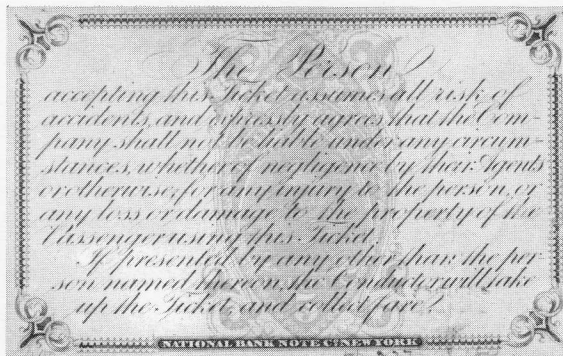 The Person
accepting this Ticket assumes all risk of
accidents, and expressly agrees that the Com-
pany shall not be liable under any circum-
stances, whether of negligence by their Agents
or otherwise, for any injury to the person, or
any loss or damage to the property of the
Passenger using this Ticket.
If presented by any other than the per-
son named thereon, the Conductor will take
up the Ticket, and collect fare.
NATIONAL BANK NOTE CO. NEW YORK